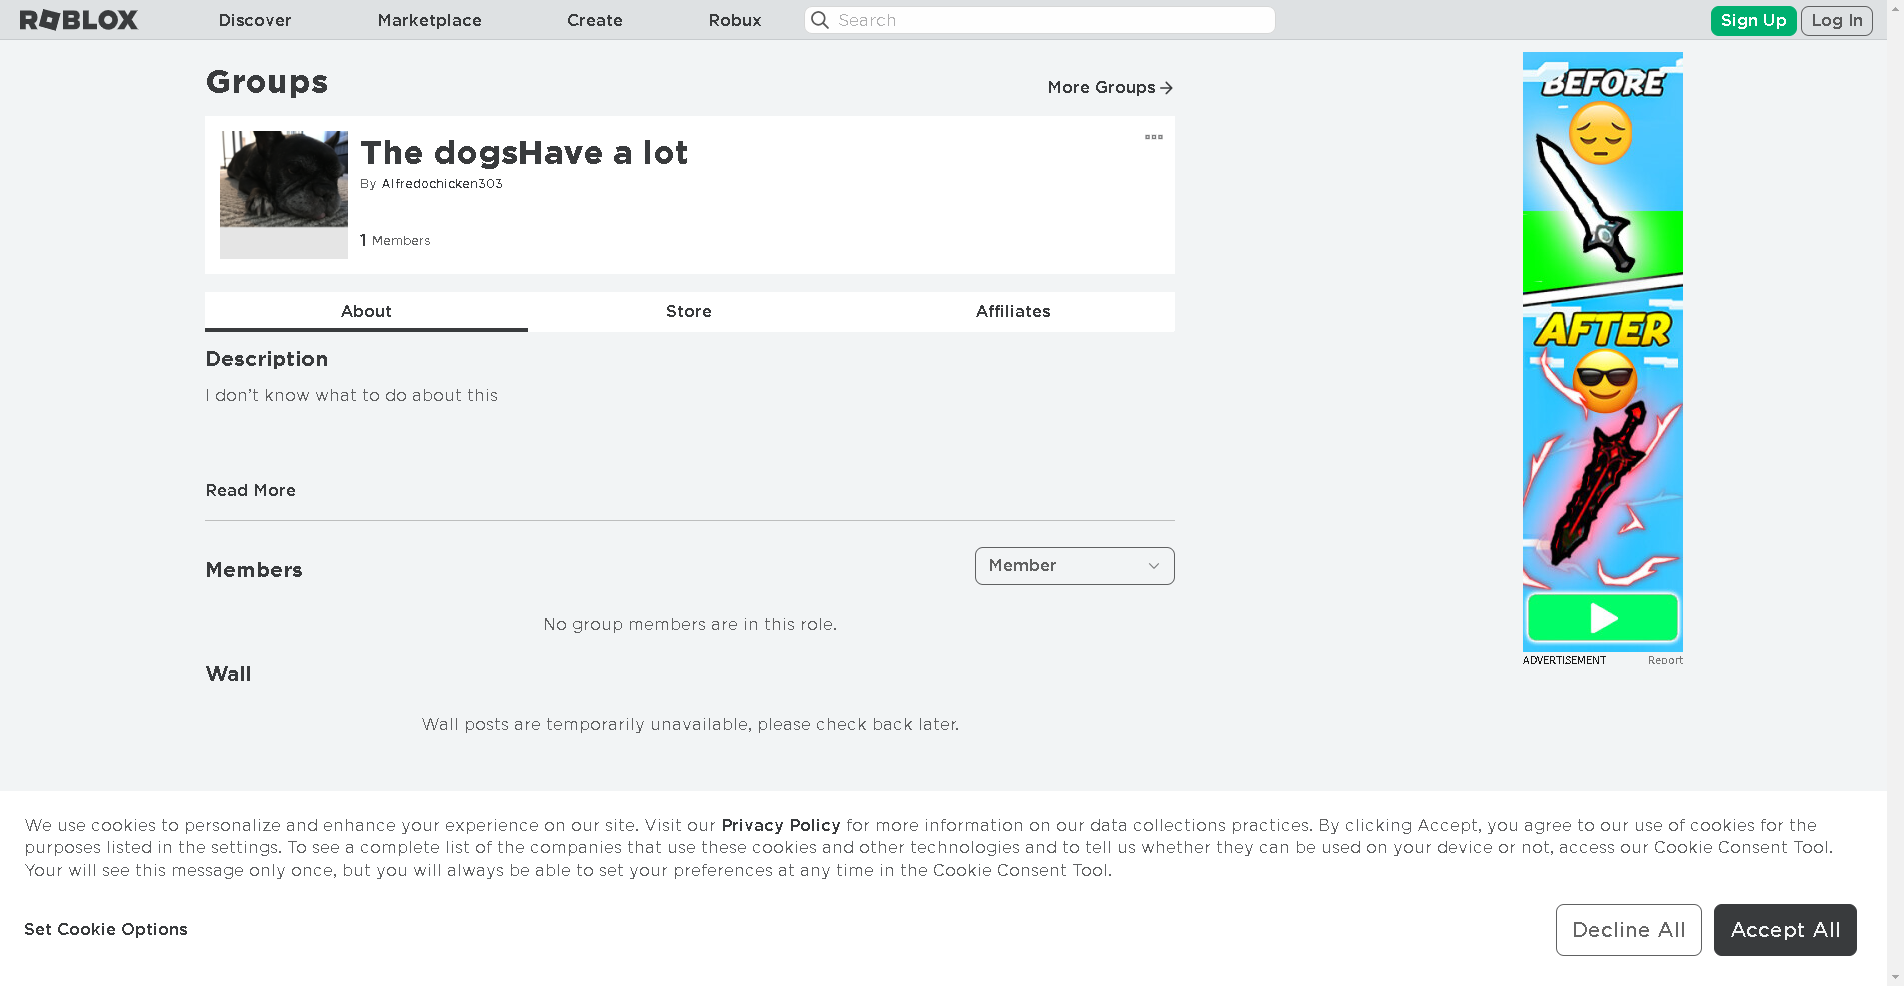 ROBLOX
Discover
Marketplace
Create
Robux
Search
Sign Up
Log In
Groups
More Groups
The dogsHave a lot
By Alfredochicken303
1 Members
About
Store
Affiliates
Description
I don’t know what to do about this
Read More
Members
Member
No group members are in this role.
Wall
Wall posts are temporarily unavailable, please check back later.
BEFORE
AFTER
ADVERTISEMENT
Report
We use cookies to personalize and enhance your experience on our site. Visit our Privacy Policy for more information on our data collections practices. By clicking Accept, you agree to our use of cookies for the
purposes listed in the settings. To see a complete list of the companies that use these cookies and other technologies and to tell us whether they can be used on your device or not, access our Cookie Consent Tool.
Your will see this message only once, but you will always be able to set your preferences at any time in the Cookie Consent Tool.
Set Cookie Options
Decline All
Accept All